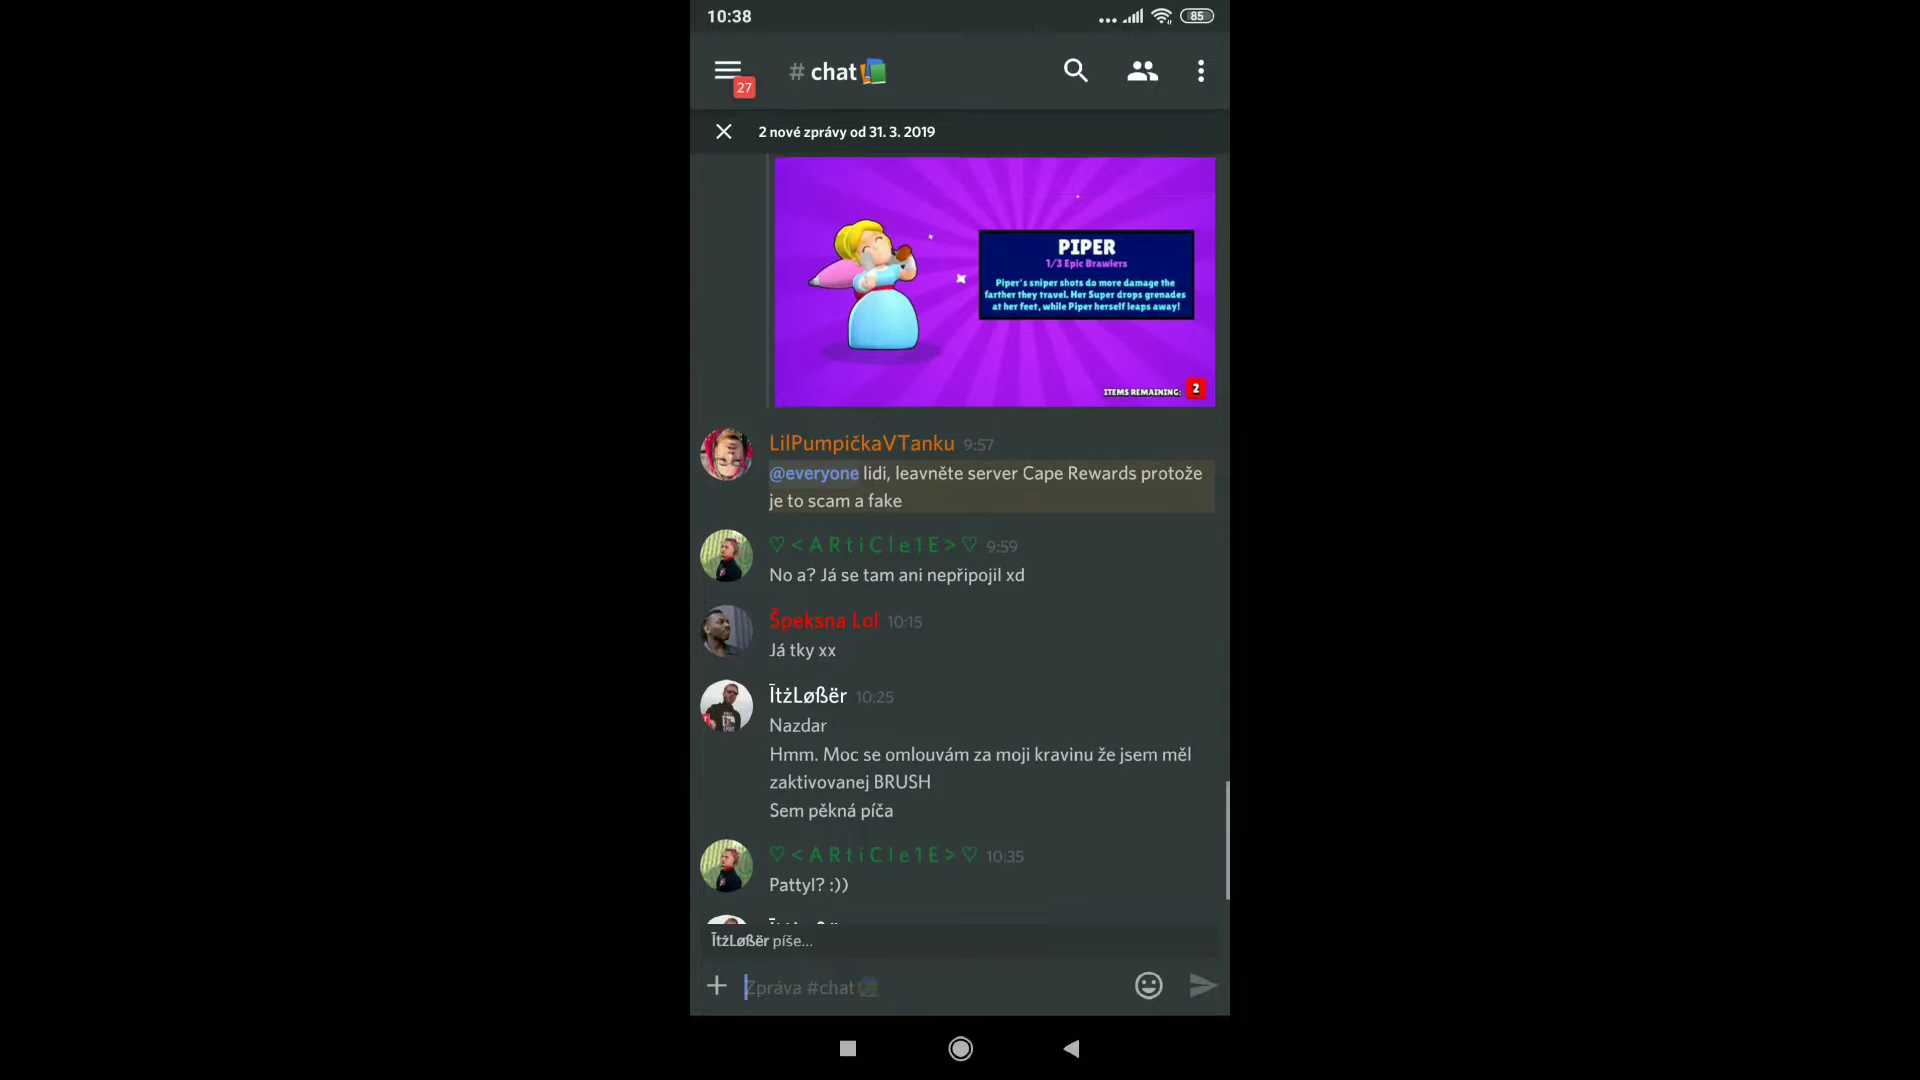 10:38
85
27
# chat
2 nové zprávy od 31. 3. 2019
PIPER
1/3 Epic Brawlers
Piper's sniper shots do more damage the
farther they travel. Her Super drops grenades
at her feet, while Piper herself leaps away!
ITEMS REMAINING: 2
LilPumpičkaVTanku 9:57
@everyone lidi, leavněte server Cape Rewards protože
je to scam a fake
♡ < A R t i C l e 1 E > ♡ 9:59
No a? Já se tam ani nepřipojil xd
Špeksna Lol 10:15
Já tky xx
ĪtżLøßër 10:25
Nazdar
Hmm. Moc se omlouvám za moji kravinu že jsem měl
zaktivovanej BRUSH
Sem pěkná píča
♡ < A R t i C l e 1 E > ♡ 10:35
Pattyl? :))
ĪtżLøßër píše...
Zpráva #chat